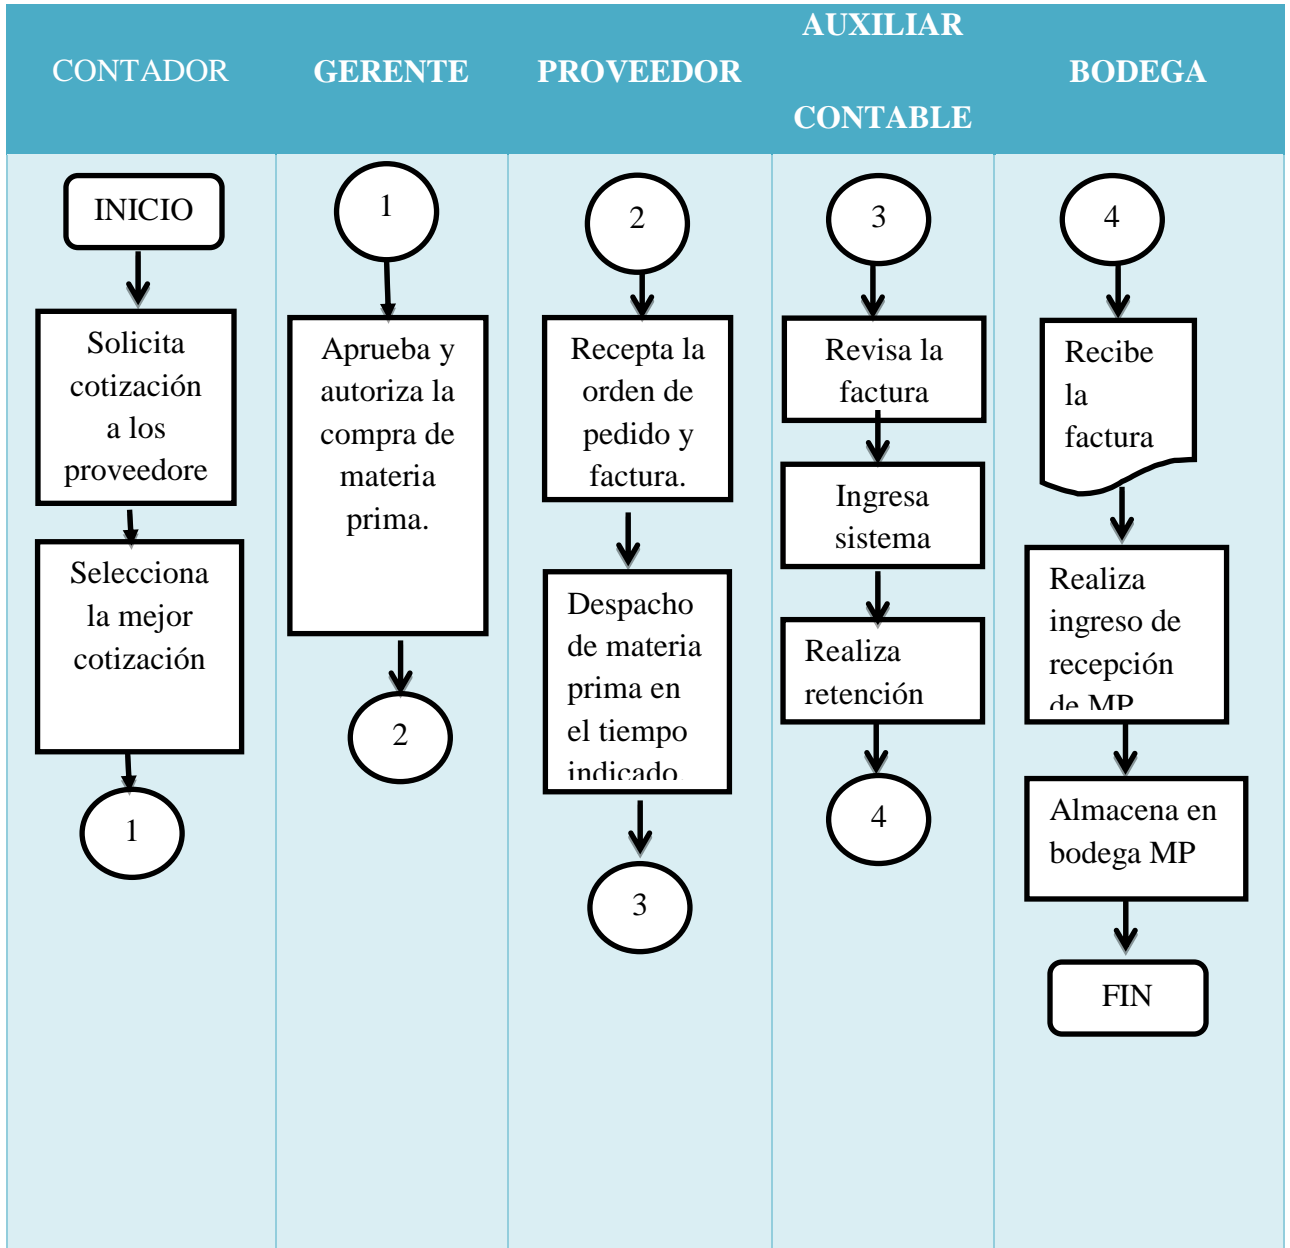 CONTADOR
GERENTE
PROVEEDOR
AUXILIAR
CONTABLE
BODEGA
INICIO
Solicita
cotización
a los
proveedore
Selecciona
la mejor
cotización
1
1
Aprueba y
autoriza la
compra de
materia
prima.
2
2
Recepta la
orden de
pedido y
factura.
Despacho
de materia
prima en
el tiempo
indicado
3
3
Revisa la
factura
Ingresa
sistema
Realiza
retención
4
4
Recibe
la
factura
Realiza
ingreso de
recepción
de MP
Almacena en
bodega MP
FIN